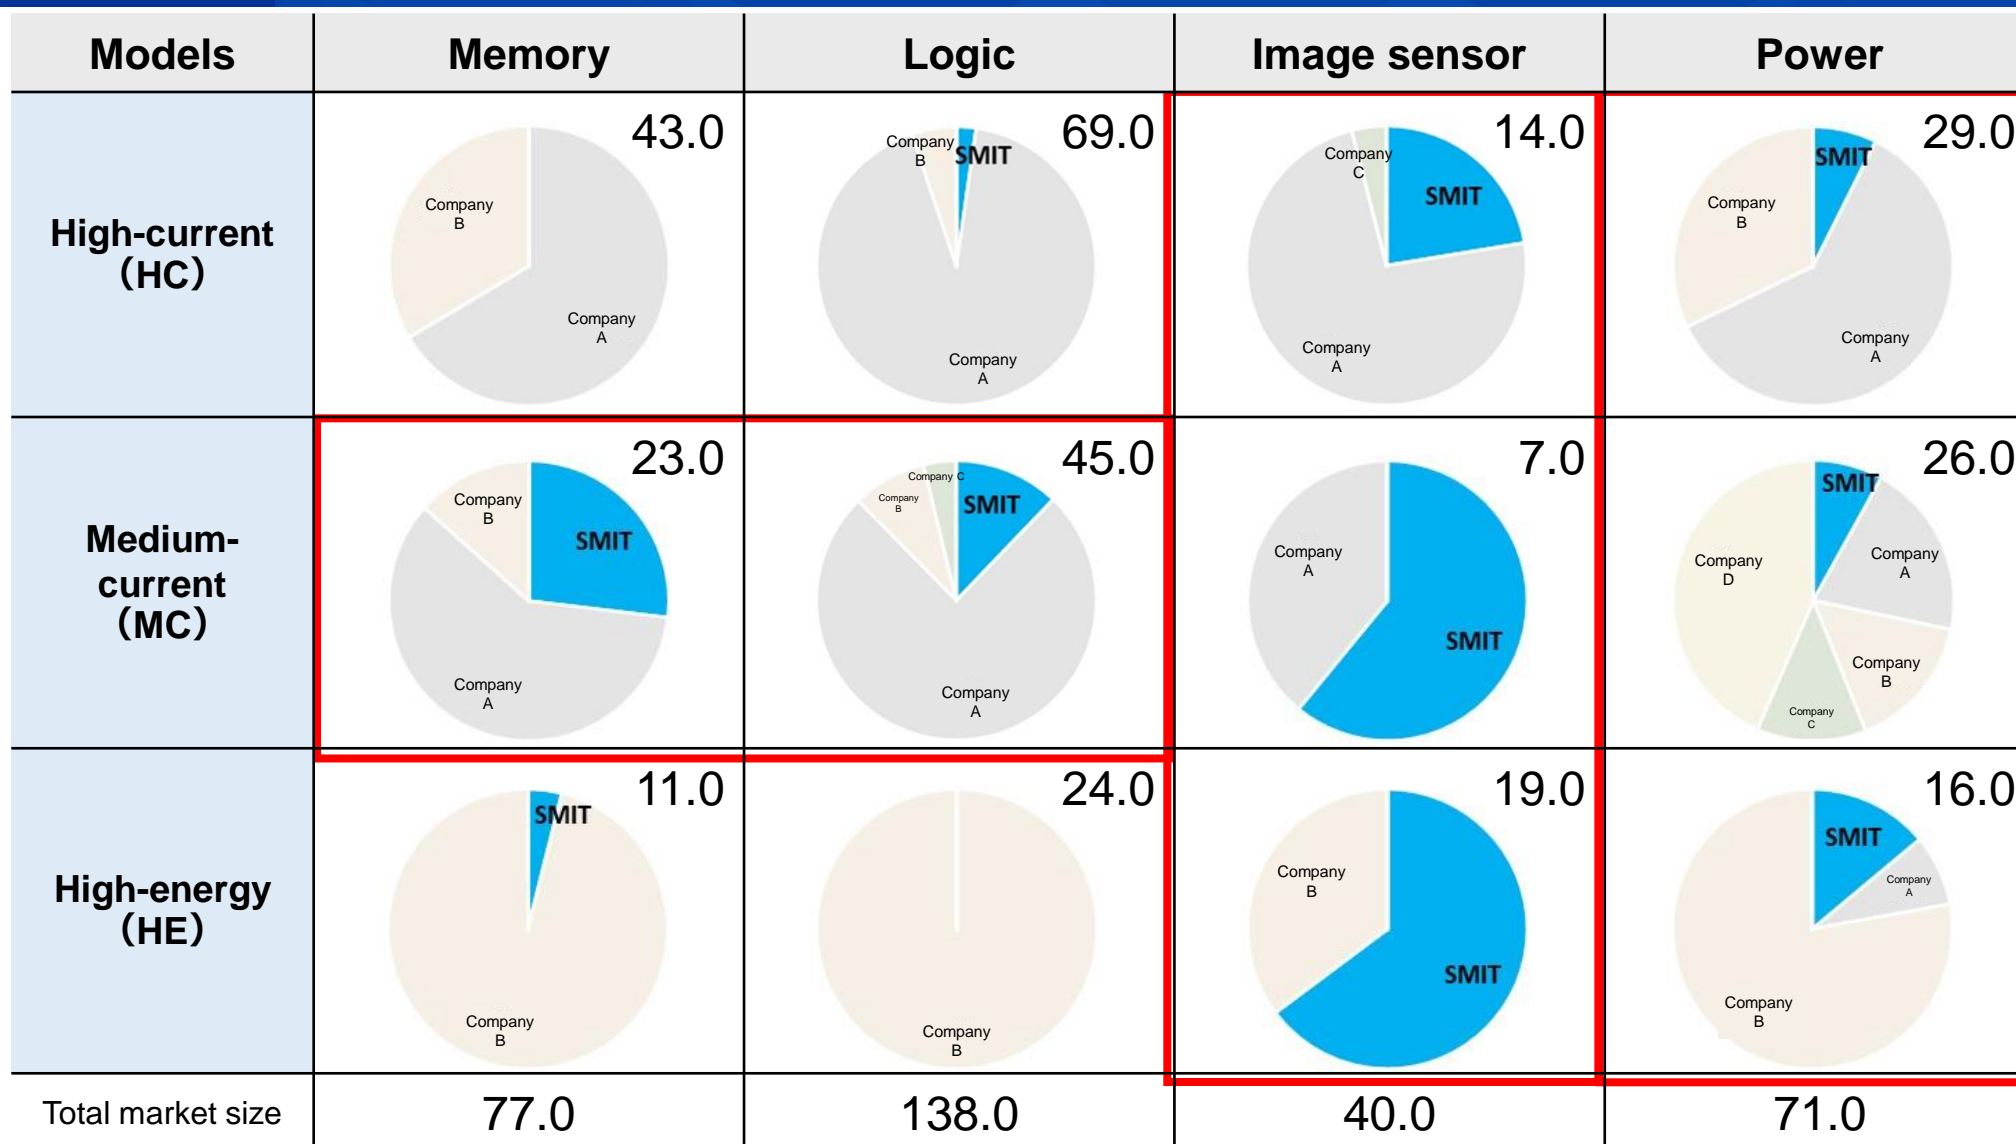 Models
Memory
Logic
Image sensor
Power
High-current
（HC）
43.0
Company
B
Company
A
69.0
Company
B
SMIT
Company
A
14.0
Company
C
SMIT
Company
A
29.0
SMIT
Company
B
Company
A
Medium-
current
（MC）
23.0
Company
B
SMIT
Company
A
45.0
Company C
Company
B
SMIT
Company
A
7.0
Company
A
SMIT
26.0
SMIT
Company
A
Company
D
Company
B
Company
C
High-energy
（HE）
11.0
SMIT
Company
B
24.0
Company
B
19.0
Company
B
SMIT
16.0
SMIT
Company
A
Company
B
Total market size
77.0
138.0
40.0
71.0